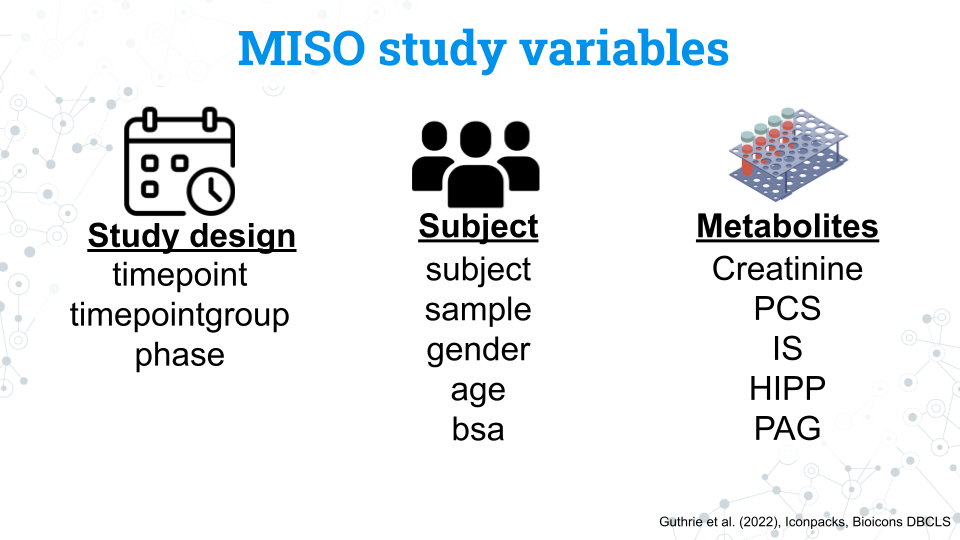 MISO study variables
Study design
timepoint
timepointgroup
phase
Subject
subject
sample
gender
age
bsa
Metabolites
Creatinine
PCS
IS
HIPP
PAG
Guthrie et al. (2022), Iconpacks, Bioicons DBCLS